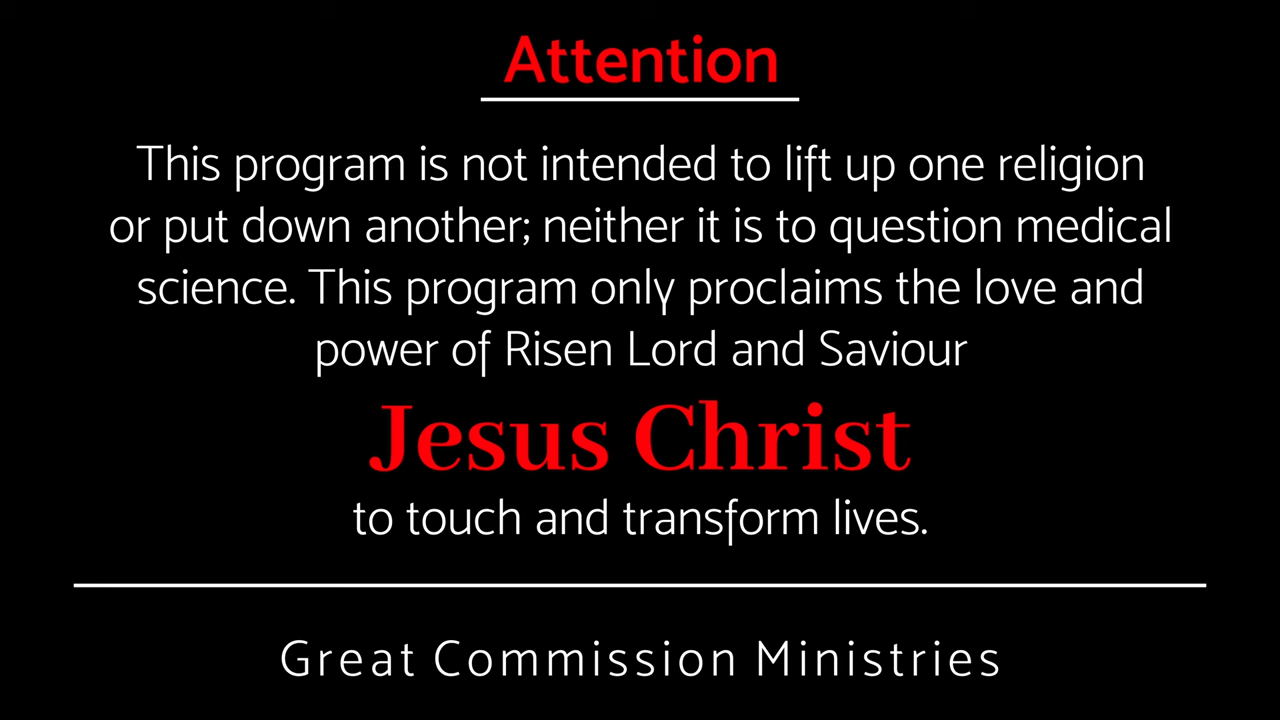 Attention
This program is not intended to lift up one religion
or put down another; neither it is to question medical
science. This program only proclaims the love and
power of Risen Lord and Saviour
Jesus Christ
to touch and transform lives.
Great Commission Ministries